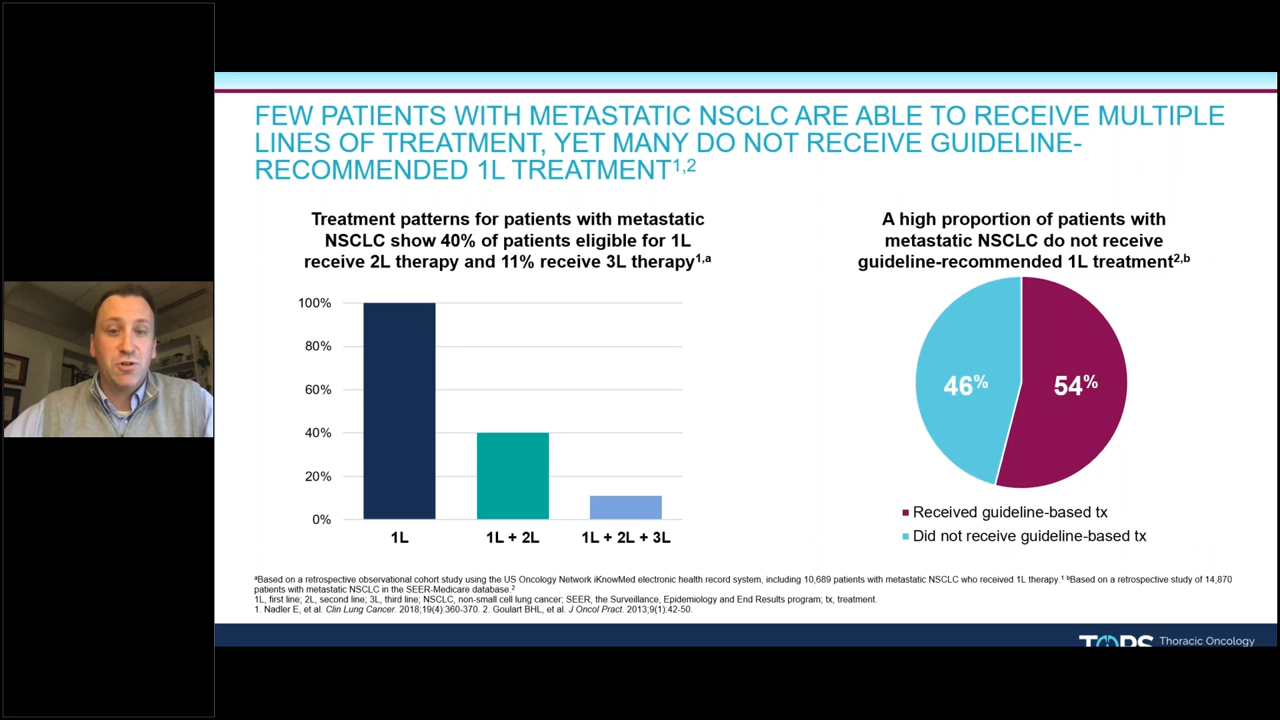 FEW PATIENTS WITH METASTATIC NSCLC ARE ABLE TO RECEIVE MULTIPLE
LINES OF TREATMENT, YET MANY DO NOT RECEIVE GUIDELINE-
RECOMMENDED 1L TREATMENT1,2
Treatment patterns for patients with metastatic
NSCLC show 40% of patients eligible for 1L
receive 2L therapy and 11% receive 3L therapy1,a
100%
80%
60%
40%
20%
0%
1L
1L + 2L
1L + 2L + 3L
A high proportion of patients with
metastatic NSCLC do not receive
guideline-recommended 1L treatment2,b
46%
54%
Received guideline-based tx
Did not receive guideline-based tx
aBased on a retrospective observational cohort study using the US Oncology Network iKnowMed electronic health record system, including 10,689 patients with metastatic NSCLC who received 1L therapy.1 bBased on a retrospective study of 14,870
patients with metastatic NSCLC in the SEER-Medicare database.2
1L, first line; 2L, second line; 3L, third line; NSCLC, non-small cell lung cancer; SEER, the Surveillance, Epidemiology and End Results program; tx, treatment.
1. Nadler E, et al. Clin Lung Cancer. 2018;19(4):360-370. 2. Goulart BHL, et al. J Oncol Pract. 2013;9(1):42-50.
TOPS Thoracic Oncology